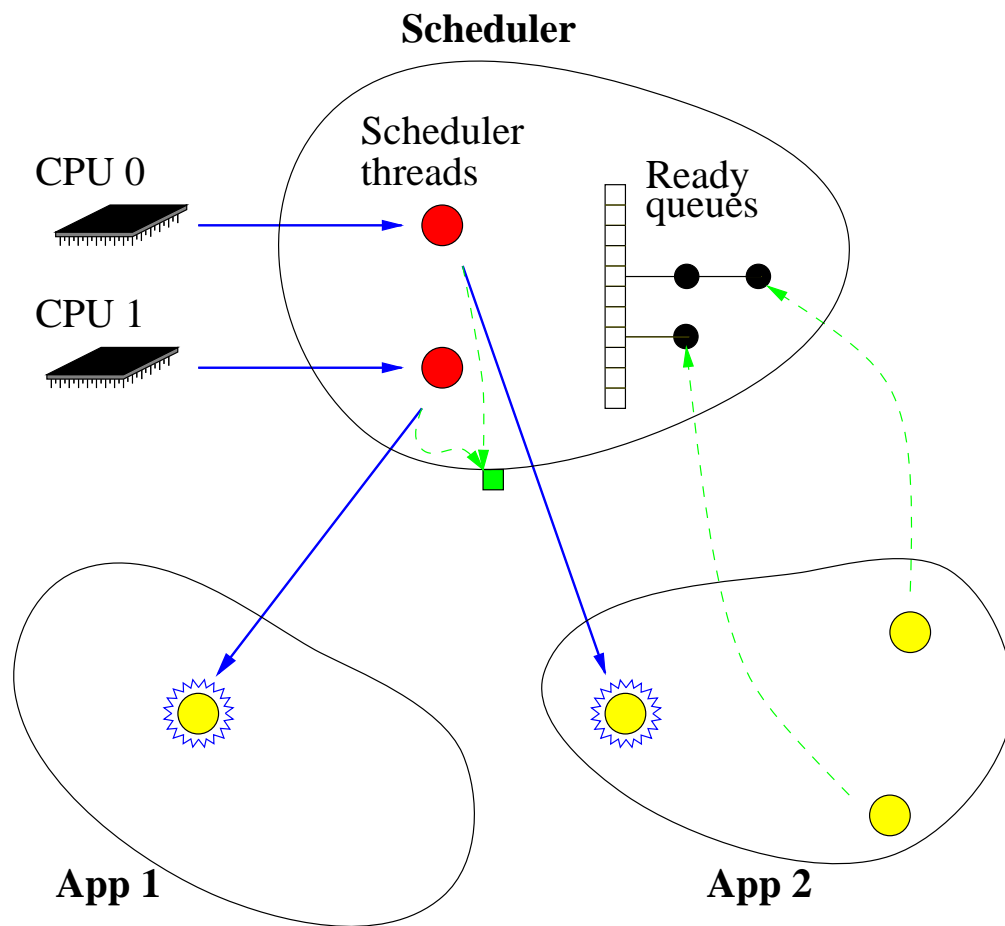 Scheduler
Scheduler
threads
CPU 0
Ready
queues
CPU 1
App 1
App 2